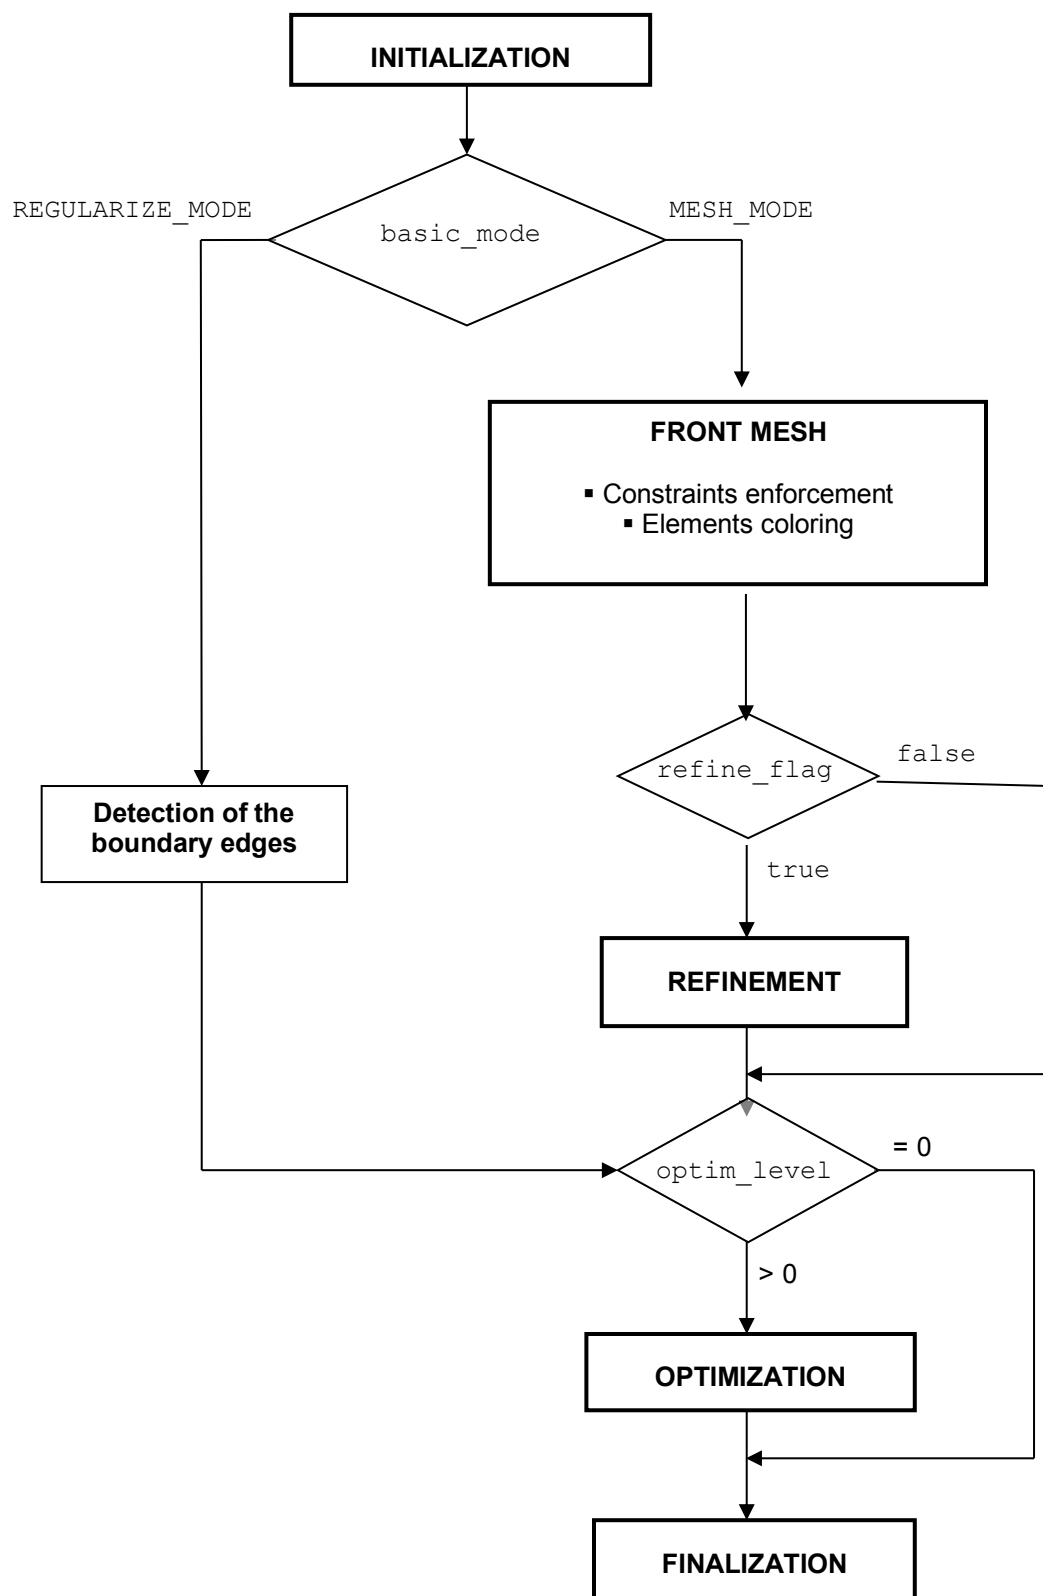 INITIALIZATION
REGULARIZE_MODE
MESH_MODE
basic_mode
FRONT MESH
▪ Constraints enforcement
▪ Elements coloring
refine_flag
false
Detection of the
boundary edges
true
REFINEMENT
= 0
optim_level
> 0
OPTIMIZATION
FINALIZATION